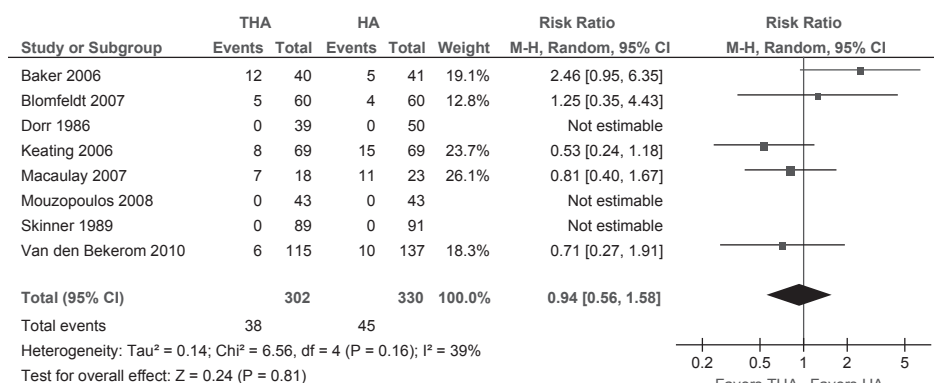 THA HA Risk Ratio Risk Ratio
Study or Subgroup Events Total Events Total Weight M-H, Random, 95% CI M-H, Random, 95% CI
Baker 2006 12 40 5 41 19.1% 2.46 [0.95, 6.35]
Blomfeldt 2007 5 60 4 60 12.8% 1.25 [0.35, 4.43]
Dorr 1986 0 39 0 50 Not estimable
Keating 2006 8 69 15 69 23.7% 0.53 [0.24, 1.18]
Macaulay 2007 7 18 11 23 26.1% 0.81 [0.40, 1.67]
Mouzopoulos 2008 0 43 0 43 Not estimable
Skinner 1989 0 89 0 91 Not estimable
Van den Bekerom 2010 6 115 10 137 18.3% 0.71 [0.27, 1.91]
Total (95% CI) 302 330 100.0% 0.94 [0.56, 1.58]
Total events 38 45
Heterogeneity: Tau² = 0.14; Chi² = 6.56, df = 4 (P = 0.16); I² = 39%
Test for overall effect: Z = 0.24 (P = 0.81)
0.2 0.5 1 2 5
Favors THA Favors HA